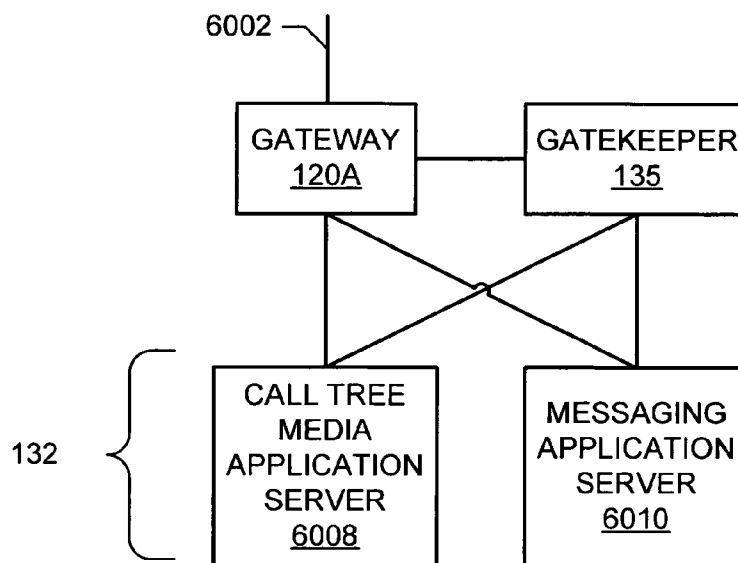 6002
GATEWAY
120A
GATEKEEPER
135
132
CALL TREE
MEDIA
APPLICATION
SERVER
6008
MESSAGING
APPLICATION
SERVER
6010